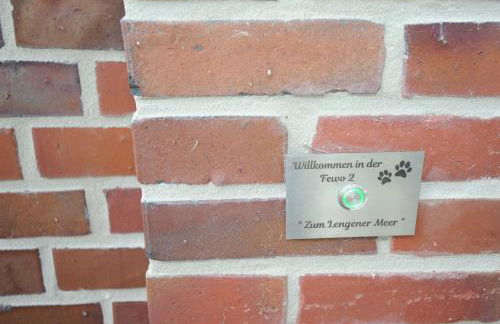 Willkommen in der
Fewo 2
" Zum Lengener Meer "